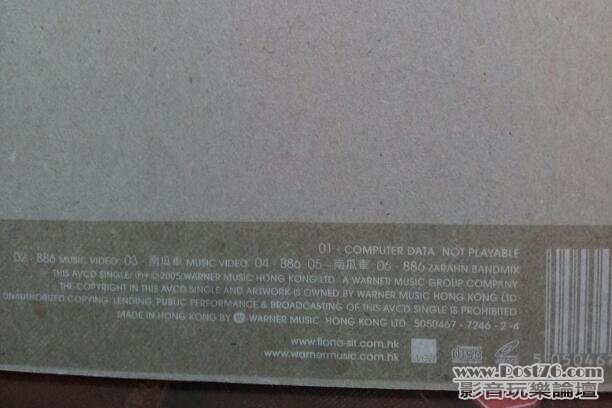 01 - COMPUTER DATA NOT PLAYABLE
02 - 886 MUSIC VIDEO 03 - 南瓜車 MUSIC VIDEO 04 - 886 05 - 南瓜車 06 - 886 ZARAHN BANDMIX
THIS AVCD SINGLE ℗+© 2005 WARNER MUSIC HONG KONG LTD. A WARNER MUSIC GROUP COMPANY
THE COPYRIGHT IN THIS AVCD SINGLE AND ARTWORK IS OWNED BY WARNER MUSIC HONG KONG LTD
UNAUTHORIZED COPYING, LENDING, PUBLIC PERFORMANCE & BROADCASTING OF THIS AVCD SINGLE IS PROHIBITED
MADE IN HONG KONG BY WARNER MUSIC HONG KONG LTD. 5050467 - 7246 - 2 - 4
www.fiona-sit.com.hk
www.warnermusic.com.hk
5 050467
www.Post76.com
影音玩樂論壇